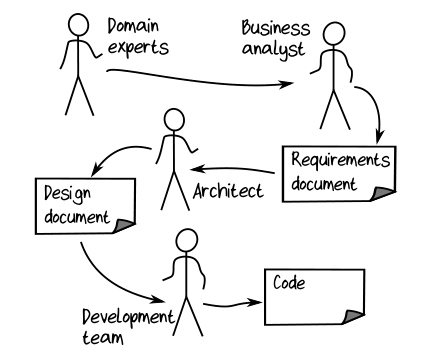 Domain
experts
Business
analyst
Requirements
document
Architect
Design
document
Development
team
Code